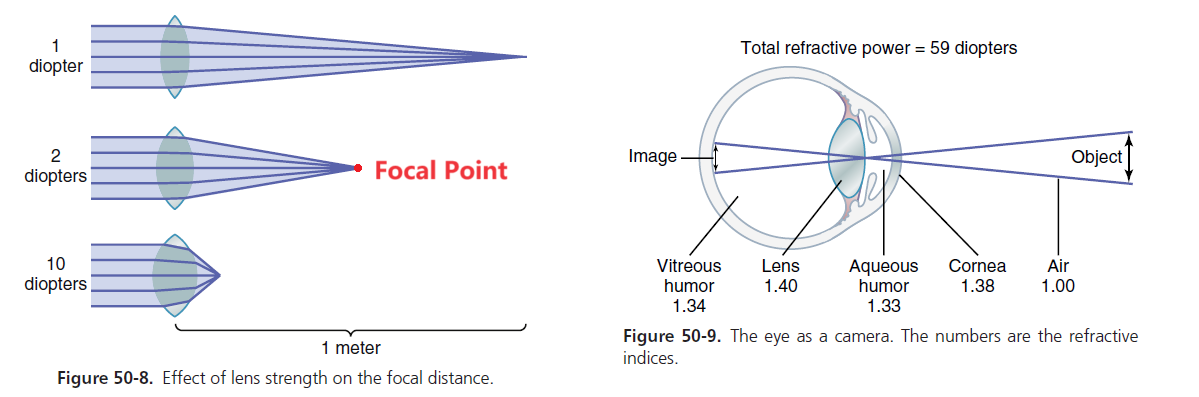 1
diopter
2
diopters
Focal Point
10
diopters
1 meter
Figure 50-8. Effect of lens strength on the focal distance.
Total refractive power = 59 diopters
Image
Object
Vitreous humor 1.34
Lens 1.40
Aqueous humor 1.33
Cornea 1.38
Air 1.00
Figure 50-9. The eye as a camera. The numbers are the refractive
indices.